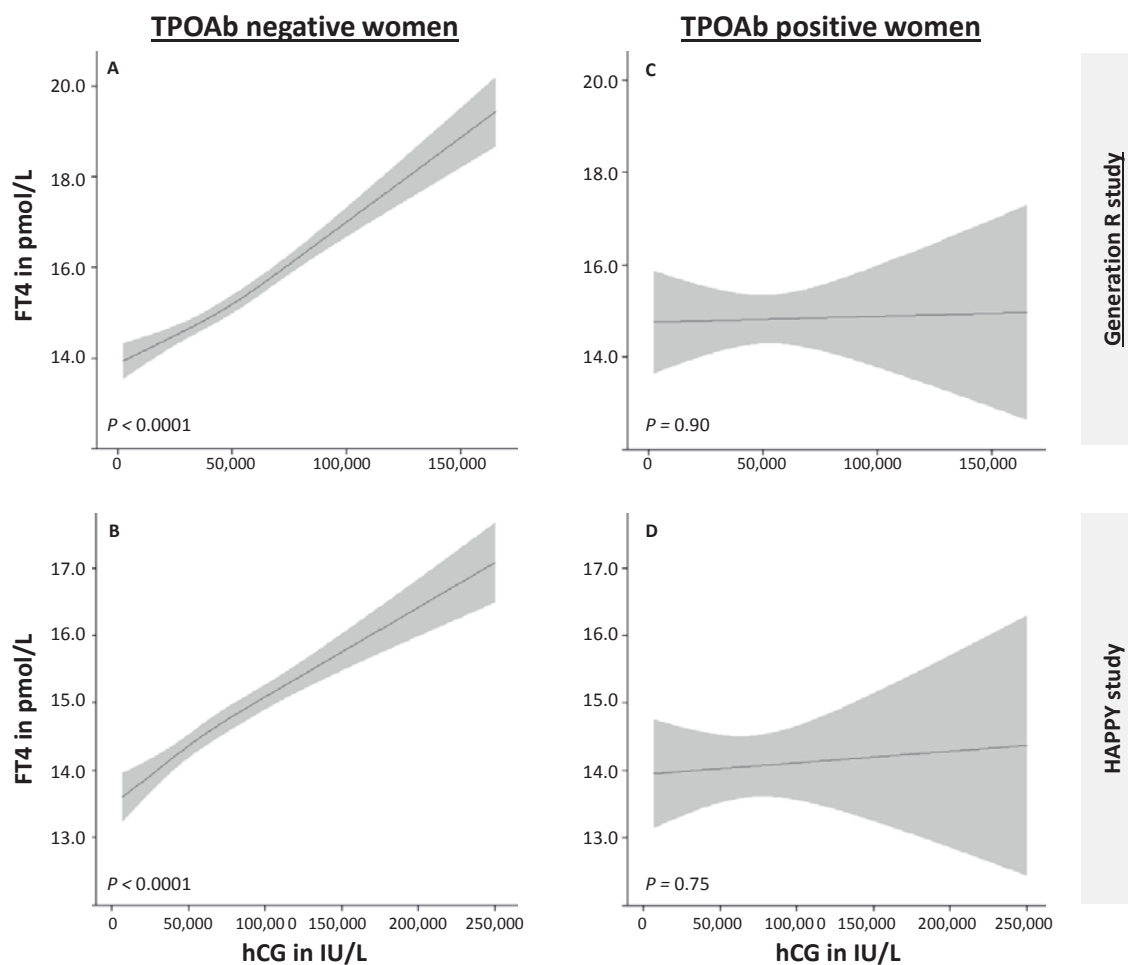 TPOAb negative women
TPOAb positive women
A
20.0
18.0
16.0
14.0
FT4 in pmol/L
P < 0.0001
0 50,000 100,000 150,000
C
20.0
18.0
16.0
14.0
P = 0.90
0 50,000 100,000 150,000
Generation R study
B
17.0
16.0
15.0
14.0
13.0
FT4 in pmol/L
P < 0.0001
0 50,000 100,00 0 150,000 200,000 250,000
hCG in IU/L
D
17.0
16.0
15.0
14.0
13.0
P = 0.75
0 50,000 100,00 0 150,000 200,000 250,000
hCG in IU/L
HAPPY study